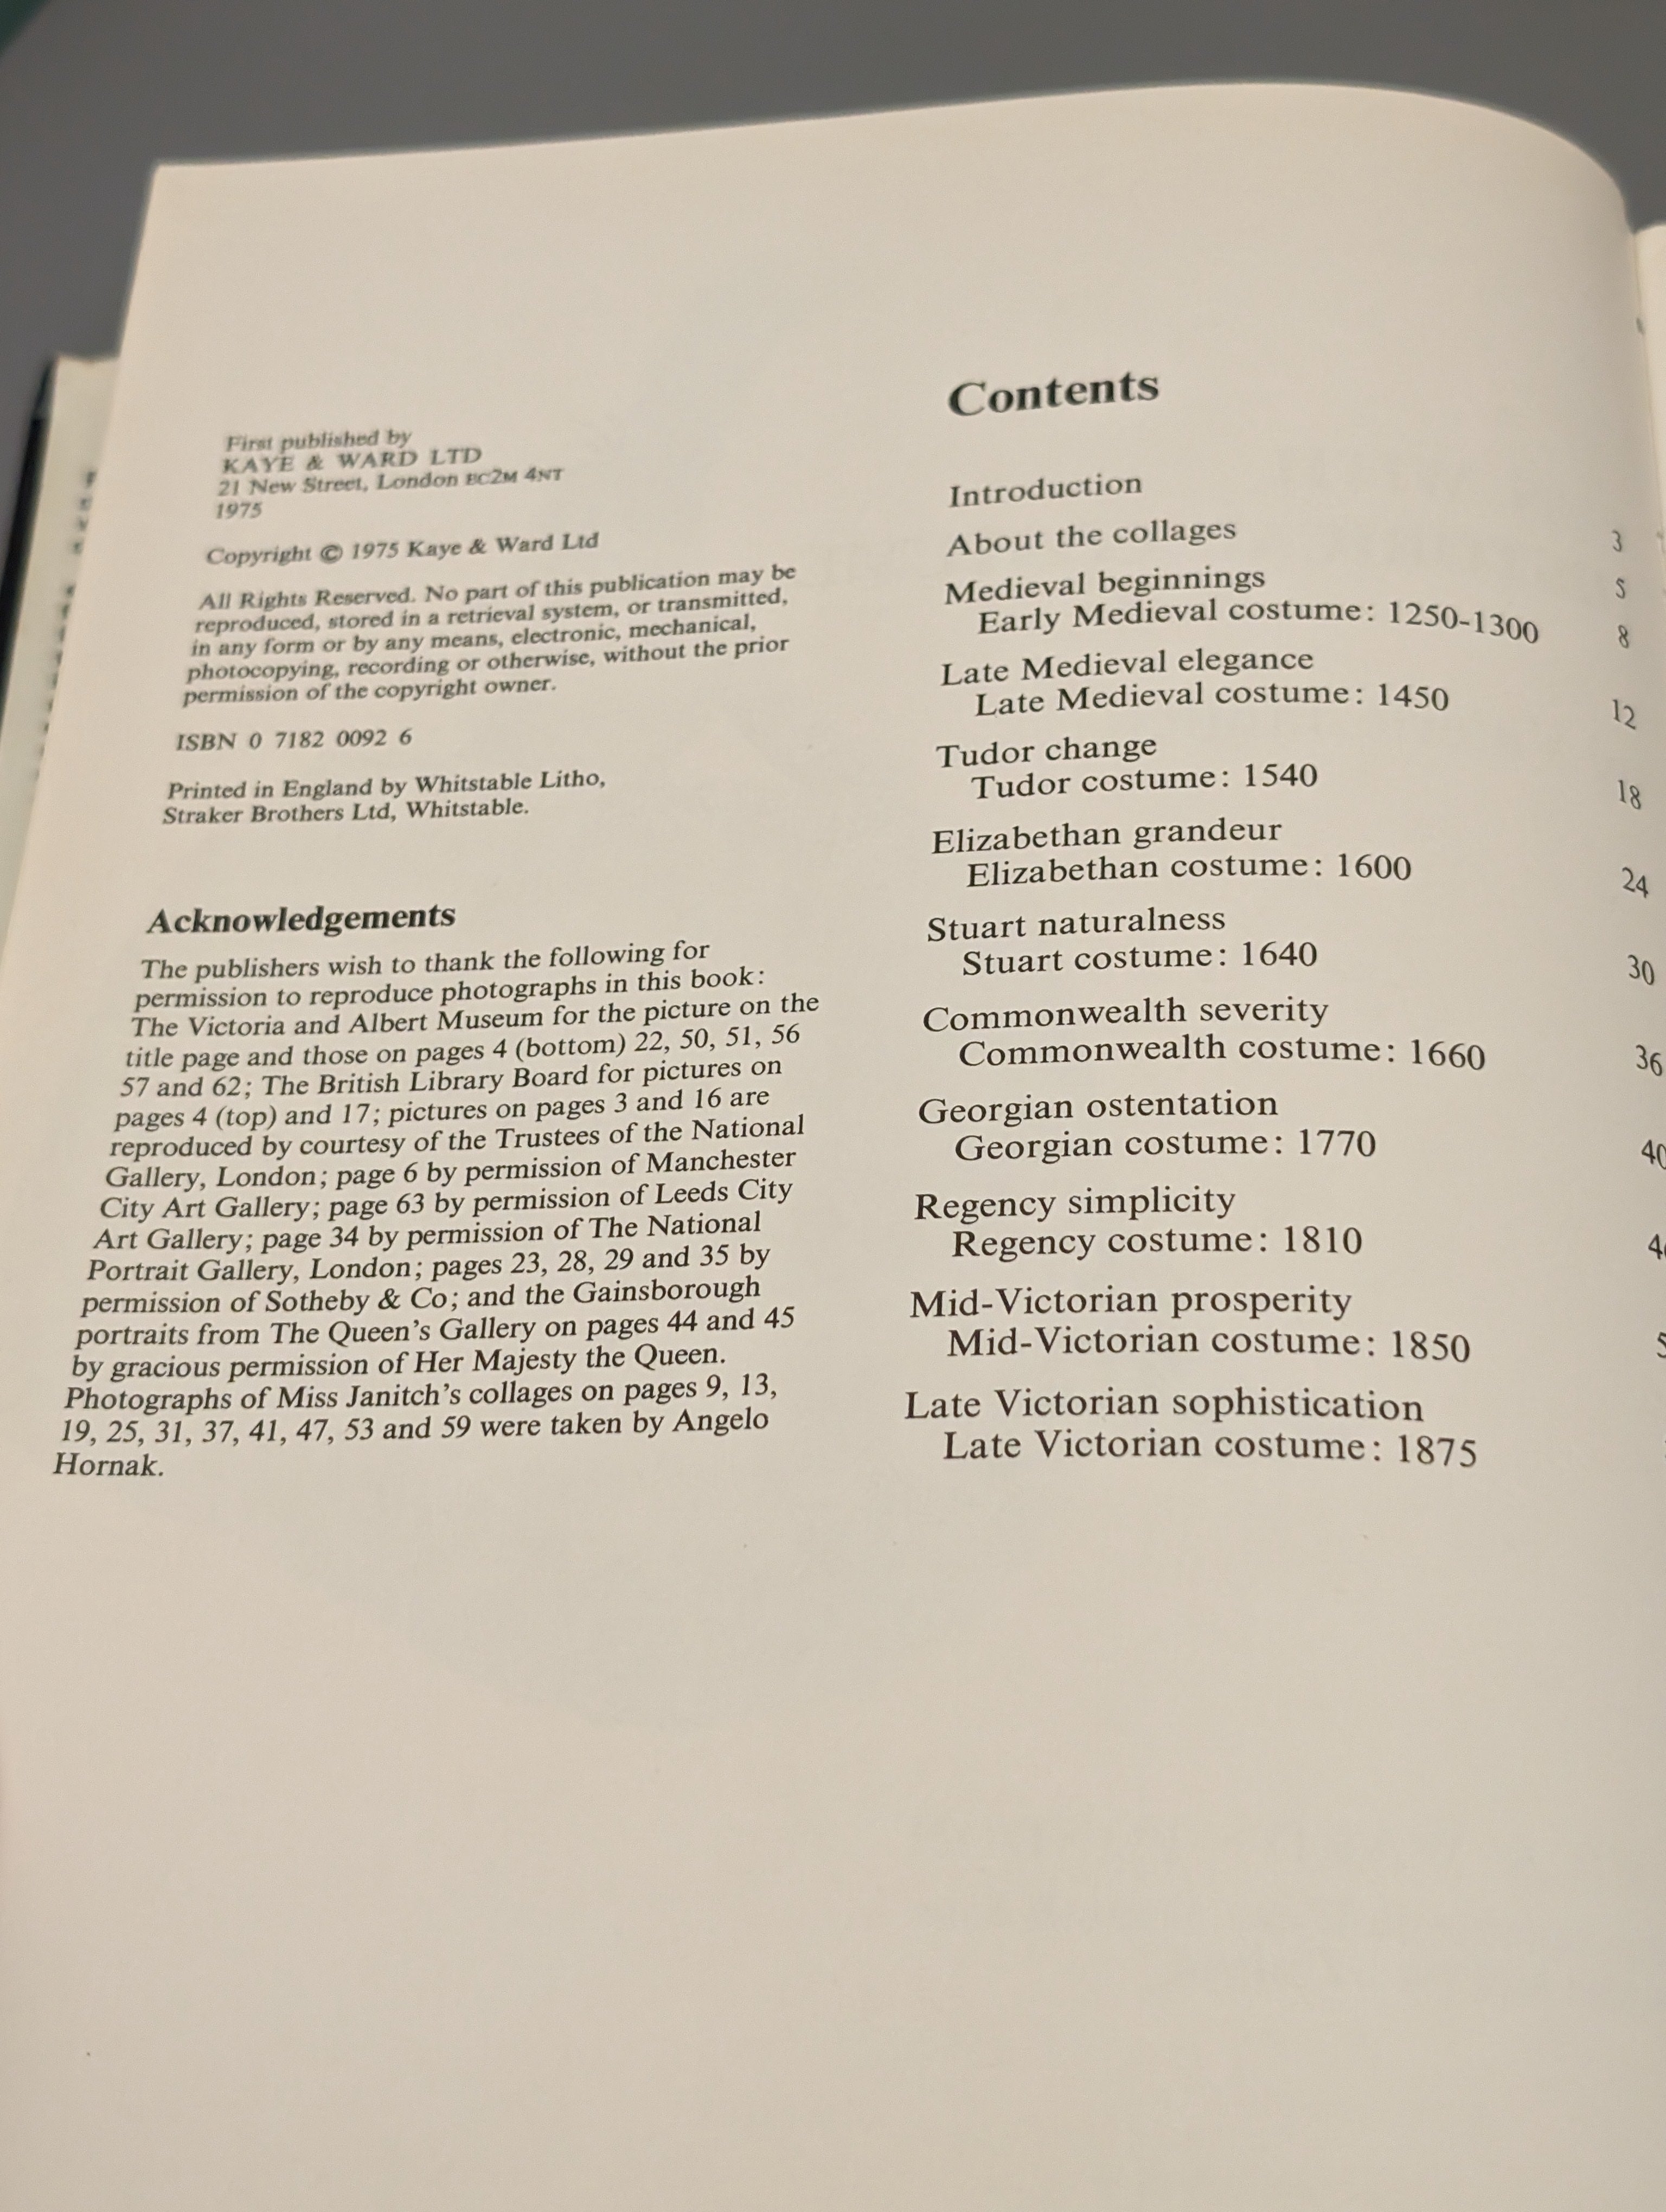 First published by
KAYE & WARD LTD
21 New Street, London EC2M 4NT
1975
Copyright © 1975 Kaye & Ward Ltd
All Rights Reserved. No part of this publication may be
reproduced, stored in a retrieval system, or transmitted,
in any form or by any means, electronic, mechanical,
photocopying, recording or otherwise, without the prior
permission of the copyright owner.
ISBN 0 7182 0092 6
Printed in England by Whitstable Litho,
Straker Brothers Ltd, Whitstable.
Acknowledgements
The publishers wish to thank the following for
permission to reproduce photographs in this book:
The Victoria and Albert Museum for the picture on the
title page and those on pages 4 (bottom) 22, 50, 51, 56
57 and 62; The British Library Board for pictures on
pages 4 (top) and 17; pictures on pages 3 and 16 are
reproduced by courtesy of the Trustees of the National
Gallery, London; page 6 by permission of Manchester
City Art Gallery; page 63 by permission of Leeds City
Art Gallery; page 34 by permission of The National
Portrait Gallery, London; pages 23, 28, 29 and 35 by
permission of Sotheby & Co; and the Gainsborough
portraits from The Queen's Gallery on pages 44 and 45
by gracious permission of Her Majesty the Queen.
Photographs of Miss Janitch's collages on pages 9, 13,
19, 25, 31, 37, 41, 47, 53 and 59 were taken by Angelo
Hornak.
Contents
Introduction 3
About the collages 5
Medieval beginnings 8
Early Medieval costume: 1250-1300
Late Medieval elegance 12
Late Medieval costume: 1450
Tudor change 18
Tudor costume: 1540
Elizabethan grandeur 24
Elizabethan costume: 1600
Stuart naturalness 30
Stuart costume: 1640
Commonwealth severity 36
Commonwealth costume: 1660
Georgian ostentation 40
Georgian costume: 1770
Regency simplicity
Regency costume: 1810
Mid-Victorian prosperity
Mid-Victorian costume: 1850
Late Victorian sophistication
Late Victorian costume: 1875